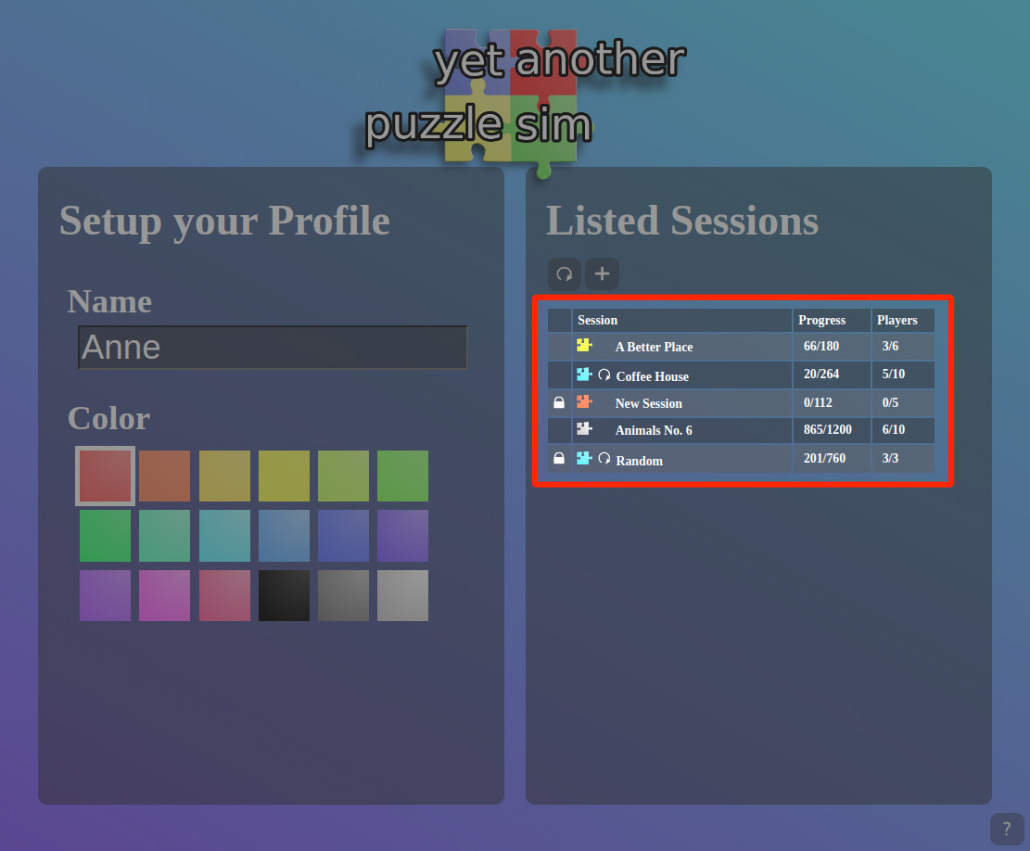 yet another
puzzle sim
Setup your Profile
Name
Anne
Color
Listed Sessions
+
Session Progress Players
A Better Place 66/180 3/6
Coffee House 20/264 5/10
New Session 0/112 0/5
Animals No. 6 865/1200 6/10
Random 201/760 3/3
?